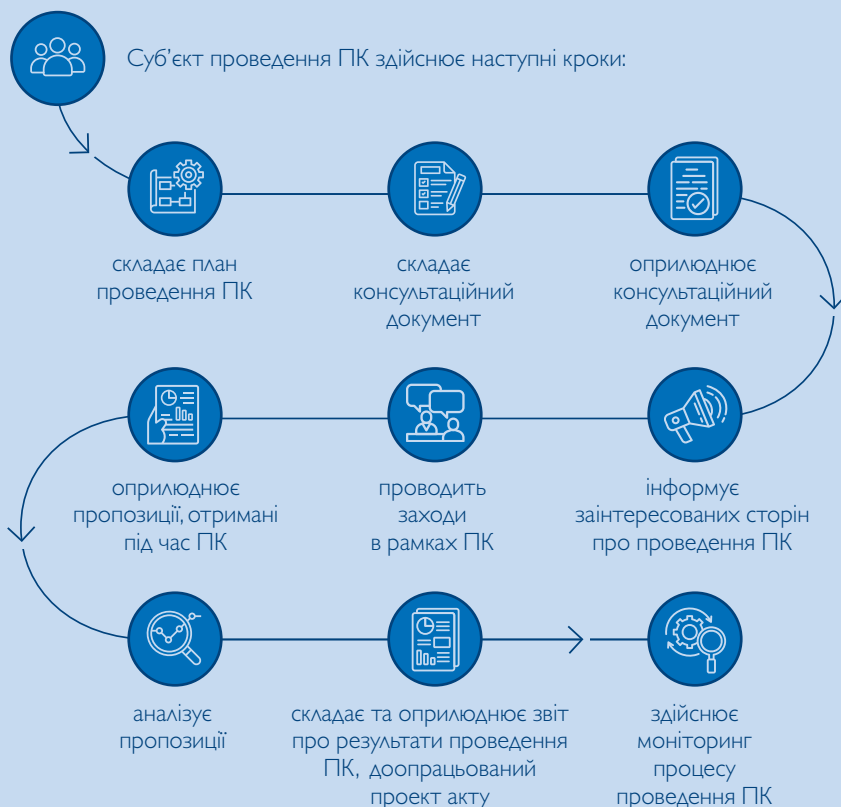 Суб’єкт проведення ПК здійснює наступні кроки:
складає план
проведення ПК
складає
консультаційний
документ
оприлюднює
консультаційний
документ
інформує
заінтересованих сторін
про проведення ПК
проводить
заходи
в рамках ПК
оприлюднює
пропозиції, отримані
під час ПК
аналізує
пропозиції
складає та оприлюднює звіт
про результати проведення
ПК, доопрацьований
проект акту
здійснює
моніторинг
процесу
проведення ПК